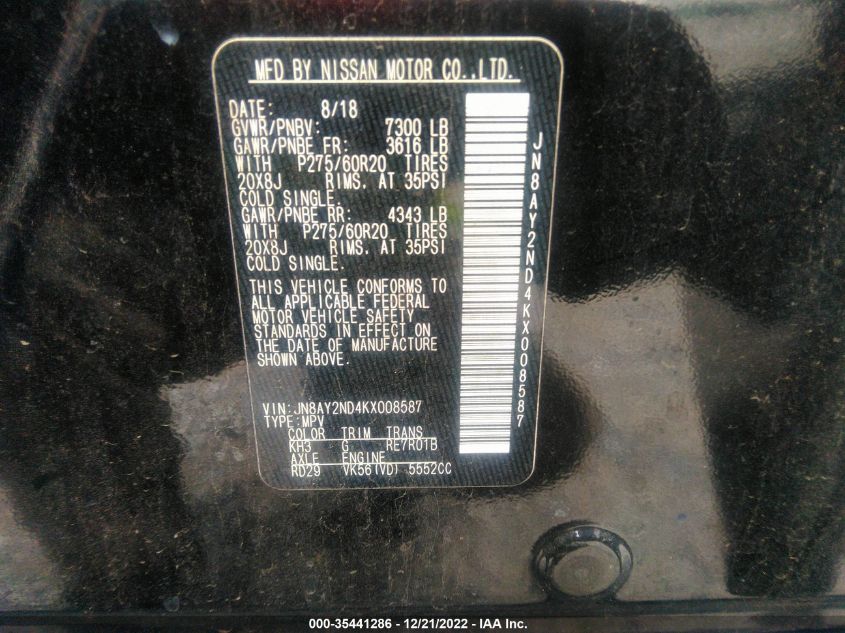 MFD BY NISSAN MOTOR CO.,LTD.
DATE: 8/18
GVWR/PNBV: 7300 LB
GAWR/PNBE FR: 3616 LB
WITH P275/60R20 TIRES
20X8J RIMS. AT 35PSI
COLD SINGLE.
GAWR/PNBE RR: 4343 LB
WITH P275/60R20 TIRES
20X8J RIMS. AT 35PSI
COLD SINGLE.
THIS VEHICLE CONFORMS TO
ALL APPLICABLE FEDERAL
MOTOR VEHICLE SAFETY
STANDARDS IN EFFECT ON
THE DATE OF MANUFACTURE
SHOWN ABOVE.
VIN:JN8AY2ND4KX008587
TYPE:MPV
COLOR TRIM TRANS
KH3 G RE7R01B
AXLE ENGINE
RD29 VK56(VD) 5552CC
JN8AY2ND4KX008587
000-35441286 - 12/21/2022 - IAA Inc.